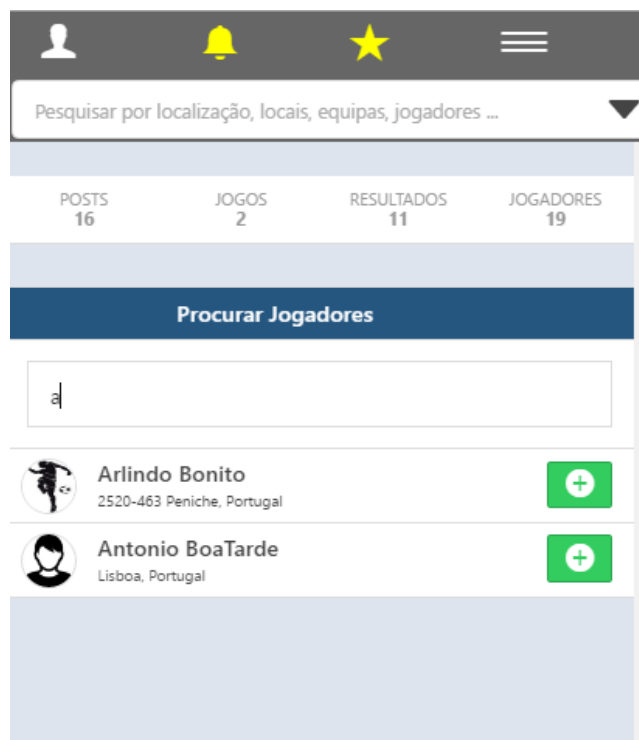 Pesquisar por localização, locais, equipas, jogadores ...
POSTS JOGOS RESULTADOS JOGADORES
16 2 11 19
Procurar Jogadores
a
Arlindo Bonito
2520-463 Peniche, Portugal
Antonio BoaTarde
Lisboa, Portugal